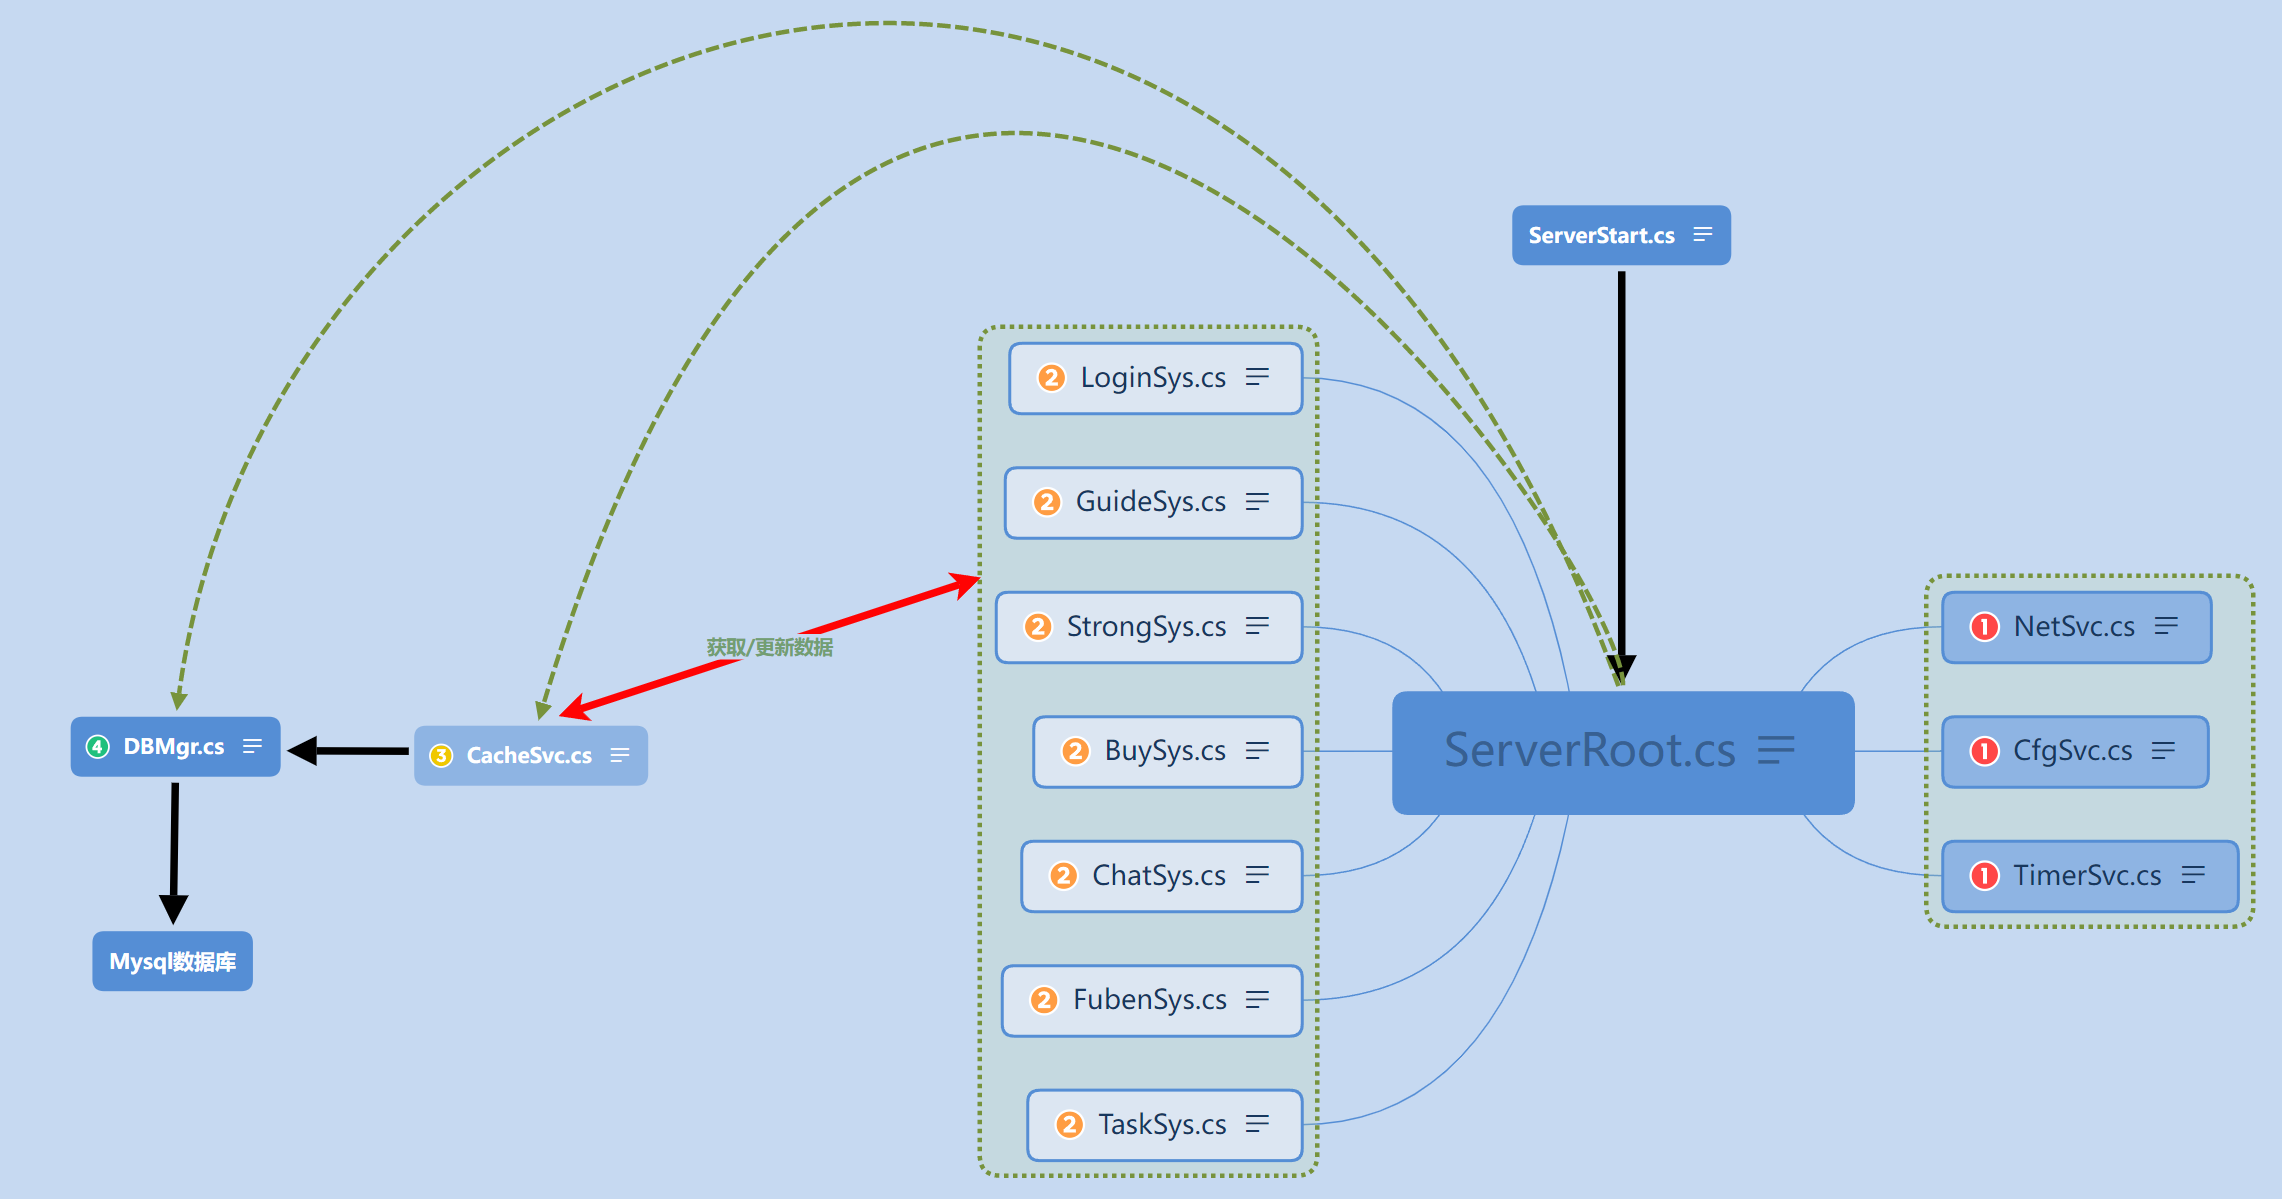 ServerStart.cs
2 LoginSys.cs
2 GuideSys.cs
2 StrongSys.cs
2 BuySys.cs
2 ChatSys.cs
2 FubenSys.cs
2 TaskSys.cs
获取/更新数据
4 DBMgr.cs
3 CacheSvc.cs
Mysql数据库
ServerRoot.cs
1 NetSvc.cs
1 CfgSvc.cs
1 TimerSvc.cs